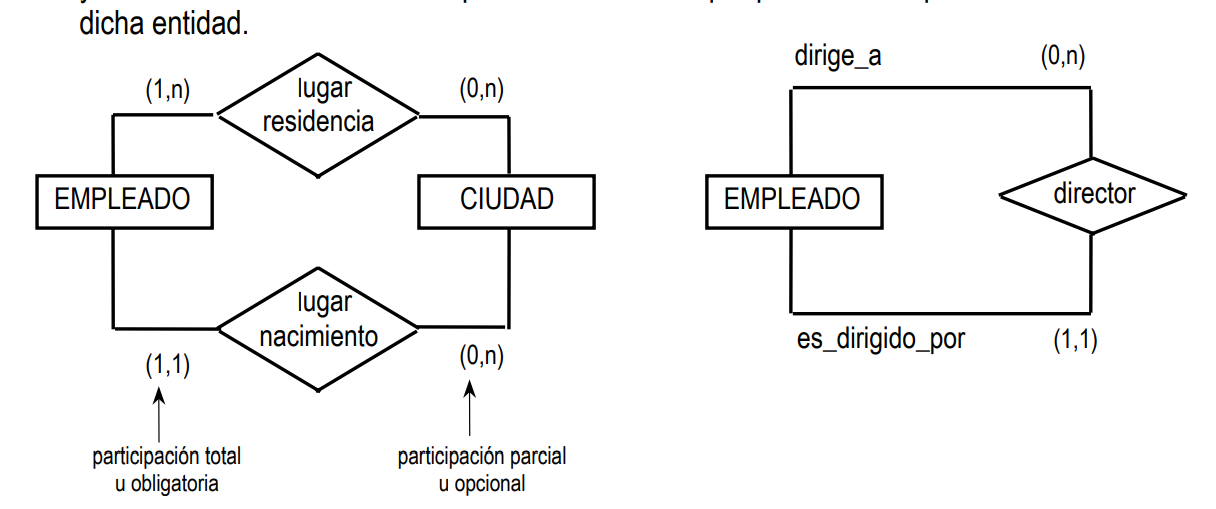 dicha entidad.
(1,n)
lugar
residencia
(0,n)
EMPLEADO
CIUDAD
lugar
nacimiento
(1,1)
(0,n)
participación total
u obligatoria
participación parcial
u opcional
dirige_a
(0,n)
EMPLEADO
director
es_dirigido_por
(1,1)